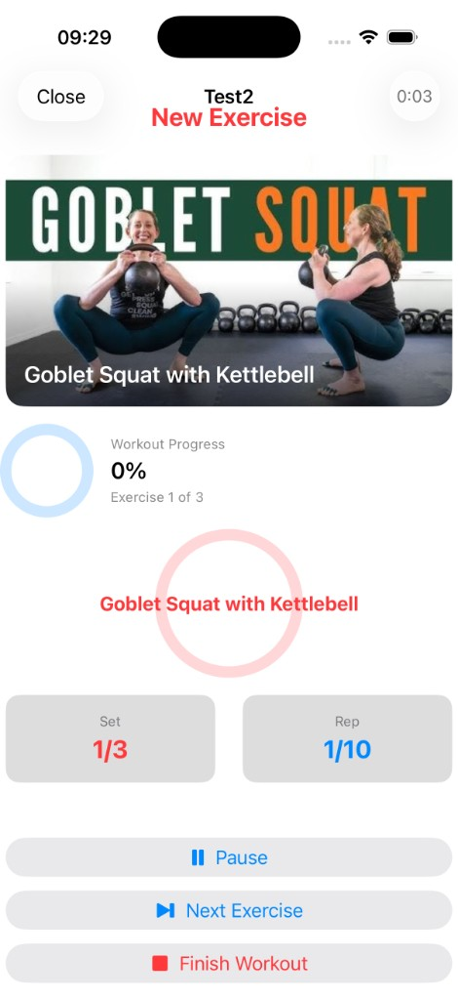 09:29
Close
Test2
0:03
New Exercise
GOBLET SQUAT
Goblet Squat with Kettlebell
Workout Progress
0%
Exercise 1 of 3
Goblet Squat with Kettlebell
Set
Rep
1/3
1/10
Pause
Next Exercise
Finish Workout